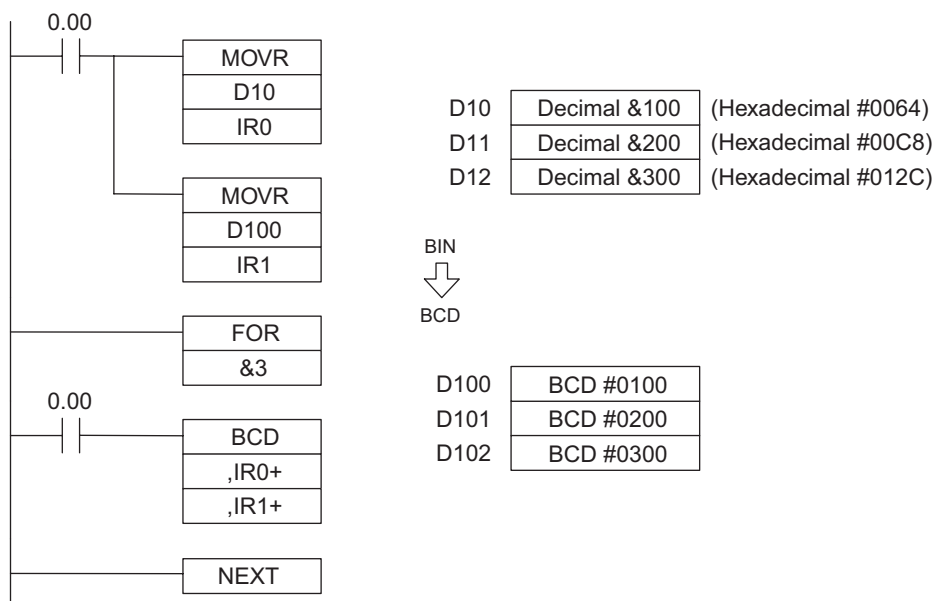 0.00
MOVR
D10
IR0
MOVR
D100
IR1
FOR
&3
0.00
BCD
,IR0+
,IR1+
NEXT
D10 Decimal &100 (Hexadecimal #0064)
D11 Decimal &200 (Hexadecimal #00C8)
D12 Decimal &300 (Hexadecimal #012C)
BIN
BCD
D100 BCD #0100
D101 BCD #0200
D102 BCD #0300